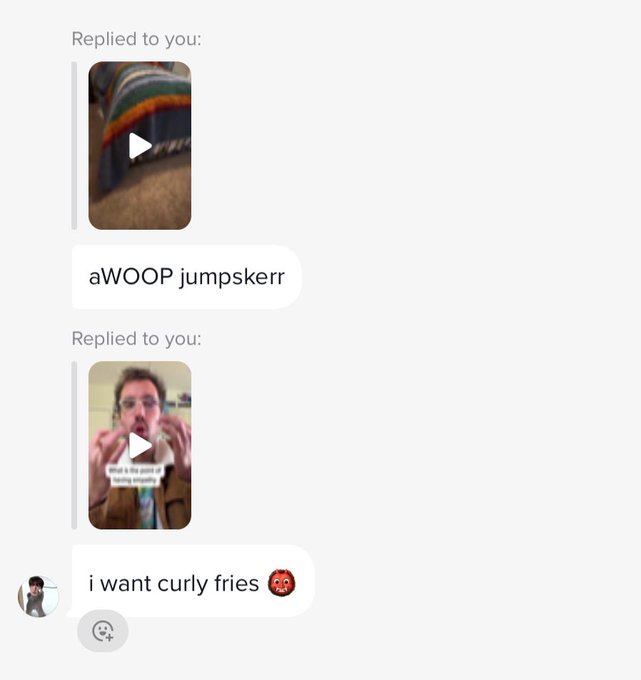 Replied to you:
aWOOP jumpskerr
Replied to you:
What is the point of
having empathy
i want curly fries 👹